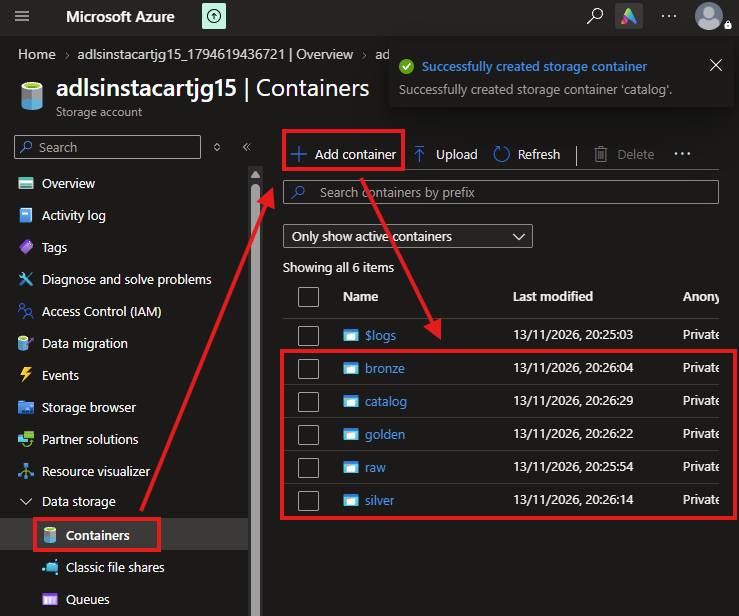 Microsoft Azure
Home > adlsinstacartjg15_1794619436721 | Overview > ad
Successfully created storage container
Successfully created storage container 'catalog'.
adlsinstacartjg15 | Containers
Storage account
Search
Add container
Upload
Refresh
Delete
Search containers by prefix
Only show active containers
Showing all 6 items
Name Last modified Anony
$logs 13/11/2026, 20:25:03 Private
bronze 13/11/2026, 20:26:04 Private
catalog 13/11/2026, 20:26:29 Private
golden 13/11/2026, 20:26:22 Private
raw 13/11/2026, 20:25:54 Private
silver 13/11/2026, 20:26:14 Private
Overview
Activity log
Tags
Diagnose and solve problems
Access Control (IAM)
Data migration
Events
Storage browser
Partner solutions
Resource visualizer
Data storage
Containers
Classic file shares
Queues